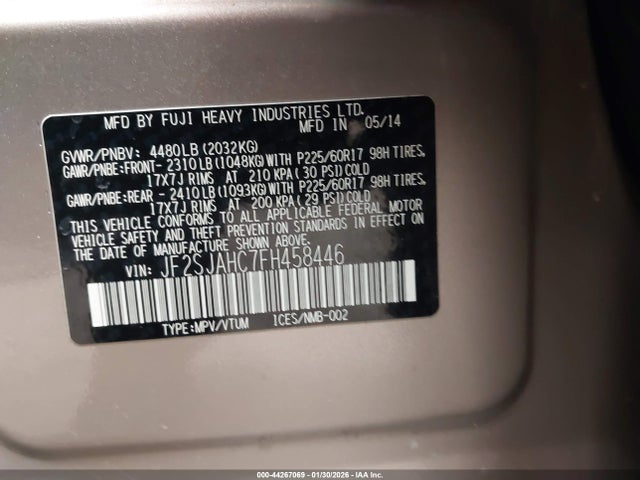 MFD BY FUJI HEAVY INDUSTRIES LTD.
MFD IN 05/14
GVWR/PNBV: 4480LB (2032KG)
GAWR/PNBE:FRONT- 2310LB (1048KG) WITH P225/60R17 98H TIRES.
17X7J RIMS AT 210 KPA ( 30 PSI) COLD
GAWR/PNBE:REAR -2410LB (1093KG) WITH P225/60R17 98H TIRES.
17X7J RIMS AT 200 KPA ( 29 PSI) COLD
THIS VEHICLE CONFORMS TO ALL APPLICABLE FEDERAL MOTOR
VEHICLE SAFETY AND THEFT PREVENTION STANDARDS IN EFFECT ON
THE DATE OF MANUFACTURE SHOWN ABOVE.
VIN: JF2SJAHC7FH458446
TYPE:MPV/VTUM ICES/NMB-002
000-44267069 - 01/30/2026 - IAA Inc.